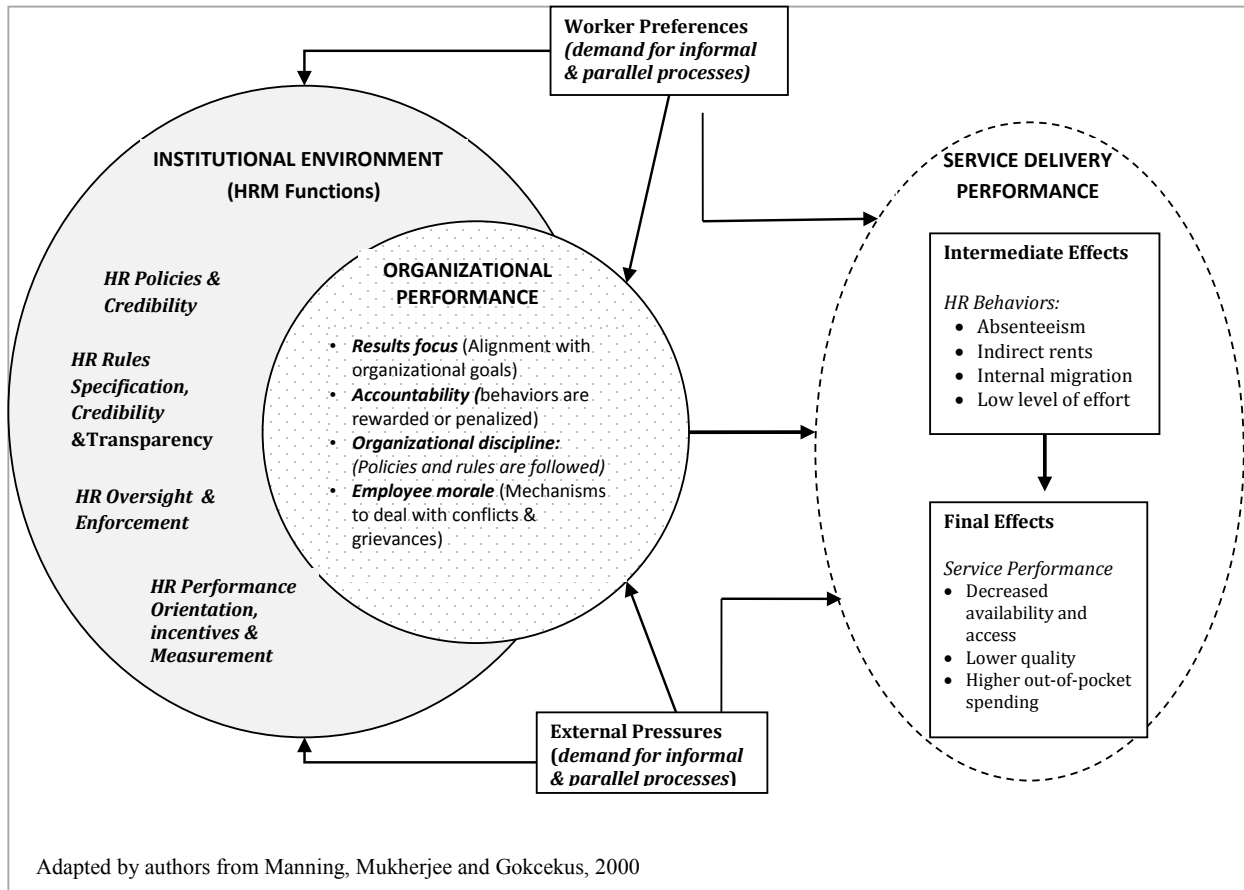 Worker Preferences
(demand for informal
& parallel processes)
INSTITUTIONAL ENVIRONMENT
(HRM Functions)
HR Policies &
Credibility
HR Rules
Specification,
Credibility
&Transparency
HR Oversight &
Enforcement
HR Performance
Orientation,
incentives &
Measurement
ORGANIZATIONAL
PERFORMANCE
• Results focus (Alignment with
organizational goals)
• Accountability (behaviors are
rewarded or penalized)
• Organizational discipline:
(Policies and rules are followed)
• Employee morale (Mechanisms
to deal with conflicts &
grievances)
External Pressures
(demand for informal
& parallel processes)
SERVICE DELIVERY
PERFORMANCE
Intermediate Effects
HR Behaviors:
• Absenteeism
• Indirect rents
• Internal migration
• Low level of effort
Final Effects
Service Performance
• Decreased
availability and
access
• Lower quality
• Higher out-of-pocket
spending
Adapted by authors from Manning, Mukherjee and Gokcekus, 2000